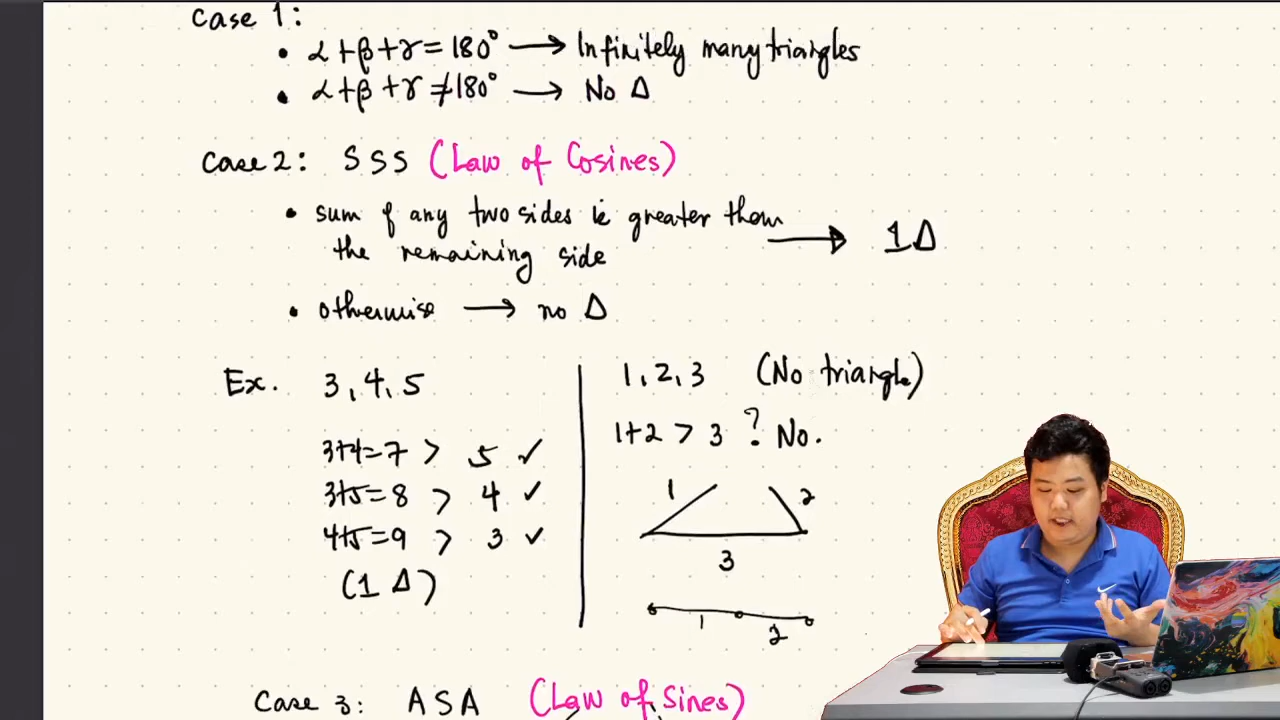 Case 1:
• α+β+γ=180° → Infinitely many triangles
• α+β+γ≠180° → No Δ
Case 2: SSS (Law of Cosines)
• sum of any two sides is greater than
the remaining side → 1Δ
• otherwise → no Δ
Ex. 3, 4, 5
3+4=7 > 5 ✓
3+5=8 > 4 ✓
4+5=9 > 3 ✓
(1 Δ)
1, 2, 3 (No triangle)
1+2 > 3 ? No.
1 2
3
1 2
Case 3: ASA (Law of Sines)